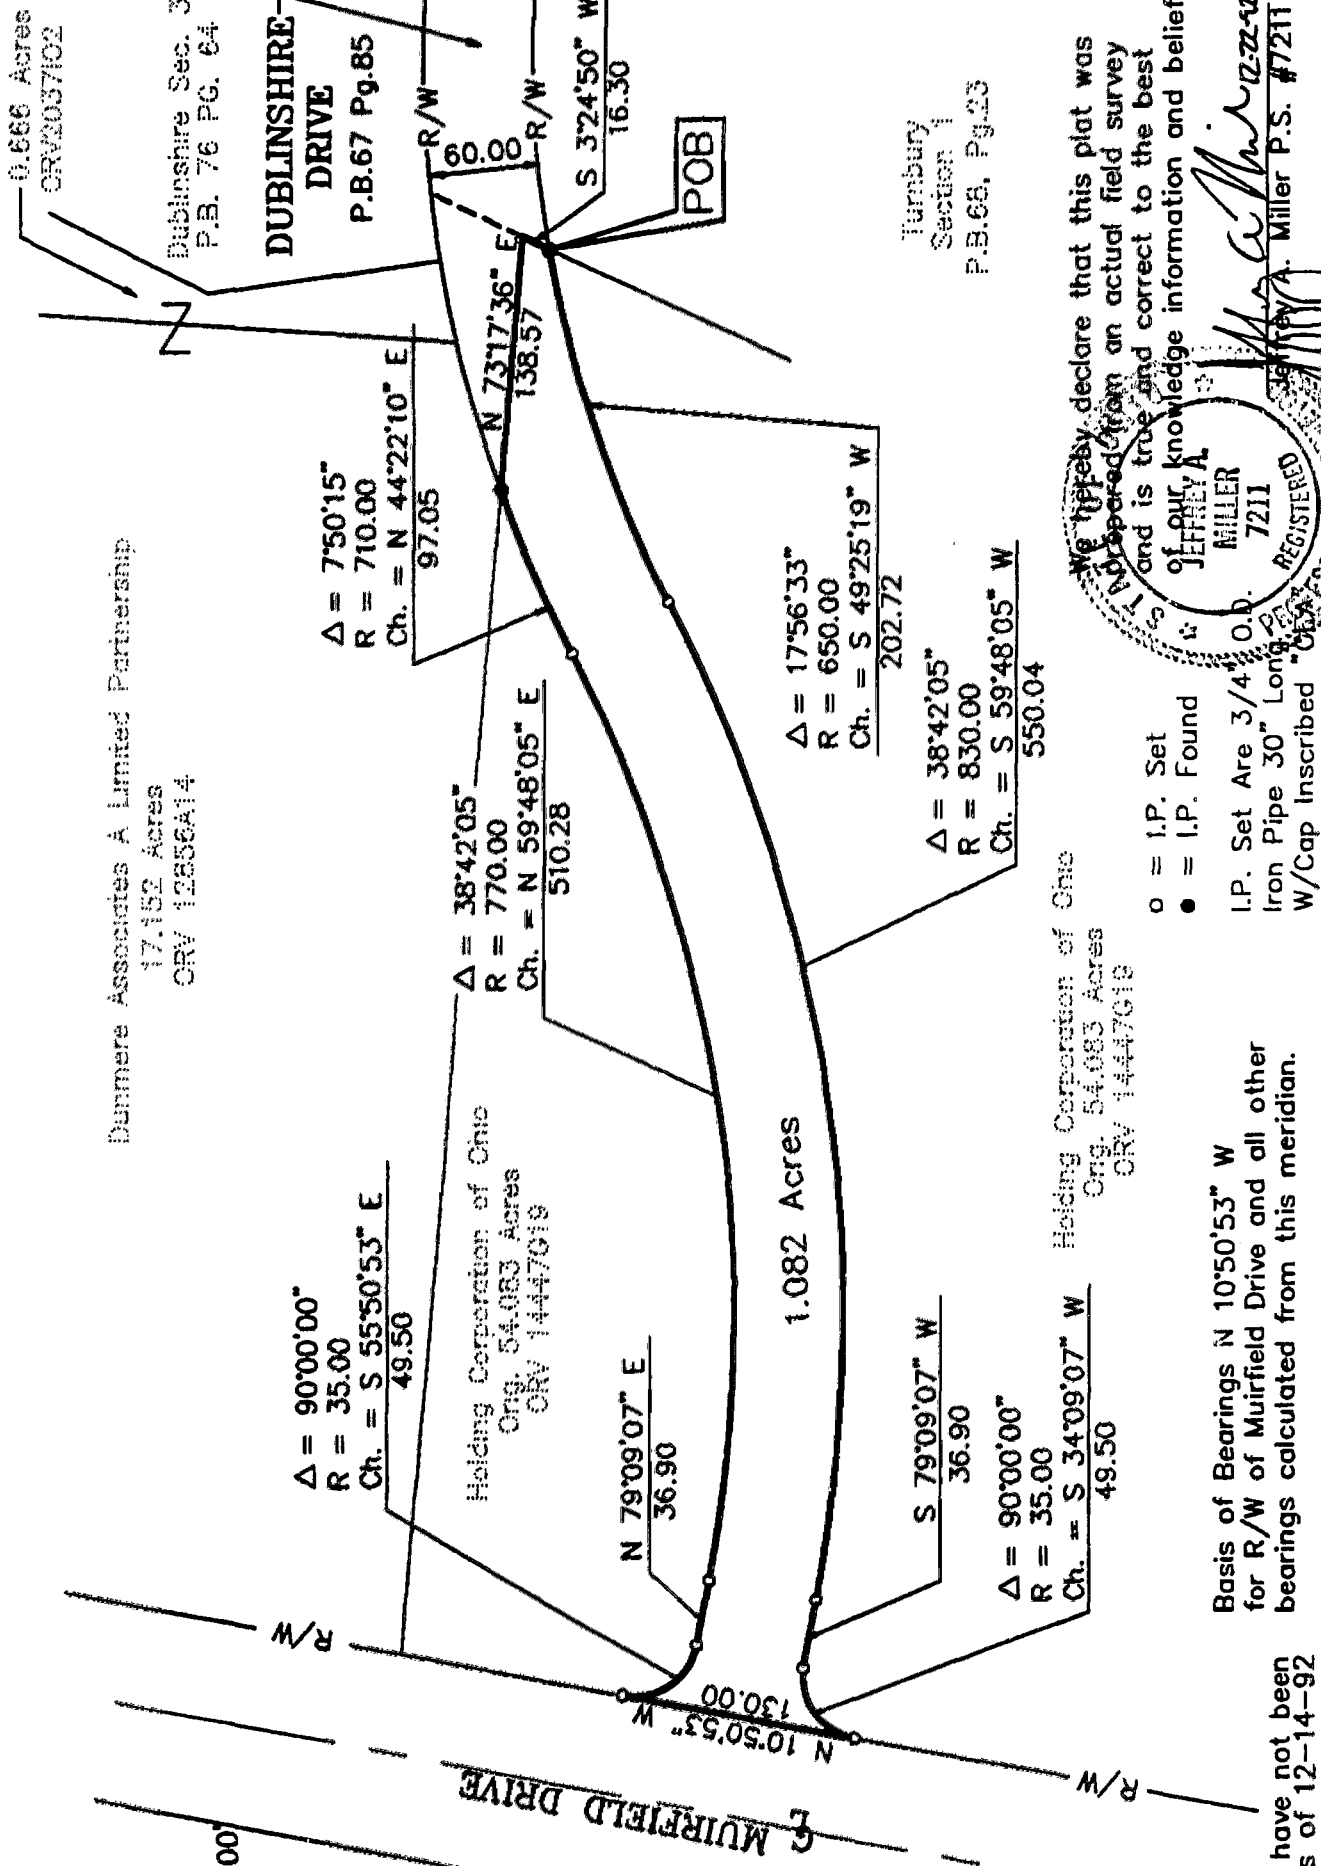 0.666 Acres
ORV2037I02
Dublinshire Sec. 3
P.B. 76 PG. 64
DUBLINSHIRE
DRIVE
P.B.67 Pg.85
R/W
R/W
60.00
S 3°24'50" W
16.30
POB
Turnbury
Section 1
P.B.68, Pg.23
Z
N 73°17'36" E
138.57
Δ = 7°50'15"
R = 710.00
Ch. = N 44°22'10" E
97.05
Dunmere Associates A Limited Partnership
17.152 Acres
ORV 12856A14
Δ = 38°42'05"
R = 770.00
Ch. = N 59°48'05" E
510.28
Δ = 17°56'33"
R = 650.00
Ch. = S 49°25'19" W
202.72
Δ = 38°42'05"
R = 830.00
Ch. = S 59°48'05" W
550.04
Δ = 90°00'00"
R = 35.00
Ch. = S 55°50'53" E
49.50
Holding Corporation of Ohio
Orig. 54.083 Acres
ORV 14447G19
N 79°09'07" E
36.90
1.082 Acres
Holding Corporation of Ohio
Orig. 54.083 Acres
ORV 14447G19
S 79°09'07" W
36.90
Δ = 90°00'00"
R = 35.00
Ch. = S 34°09'07" W
49.50
R/W
N 10°50'53" W
130.00
R/W
℄ MUIRFIELD DRIVE
00'
We hereby declare that this plat was
prepared from an actual field survey
and is true and correct to the best
of our knowledge information and belief
12-22-92
Jeffrey A. Miller P.S. #7211
STATE OF
JEFFREY A.
MILLER
7211
REGISTERED
o = I.P. Set
● = I.P. Found
I.P. Set Are 3/4" O.D.
Iron Pipe 30" Long
W/Cap Inscribed
Basis of Bearings N 10°50'53" W
for R/W of Muirfield Drive and all other
bearings calculated from this meridian.
have not been
s of 12-14-92